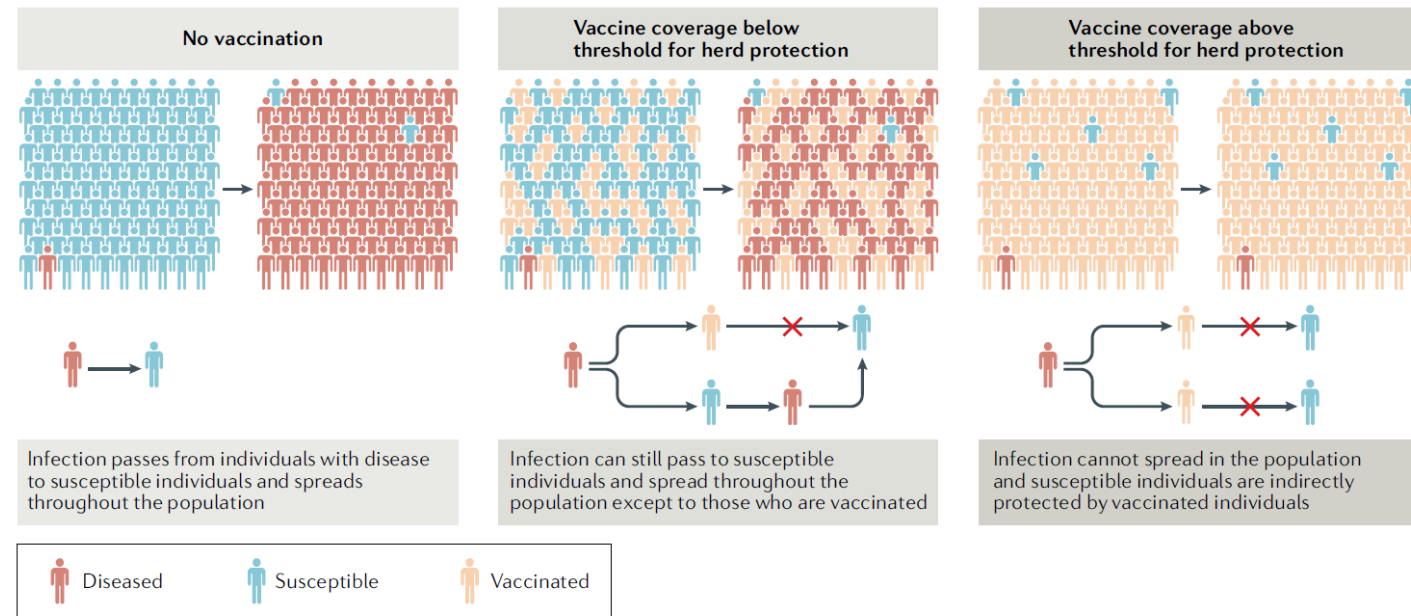 No vaccination
Vaccine coverage below
threshold for herd protection
Vaccine coverage above
threshold for herd protection
Infection passes from individuals with disease
to susceptible individuals and spreads
throughout the population
Infection can still pass to susceptible
individuals and spread throughout the
population except to those who are vaccinated
Infection cannot spread in the population
and susceptible individuals are indirectly
protected by vaccinated individuals
Diseased
Susceptible
Vaccinated